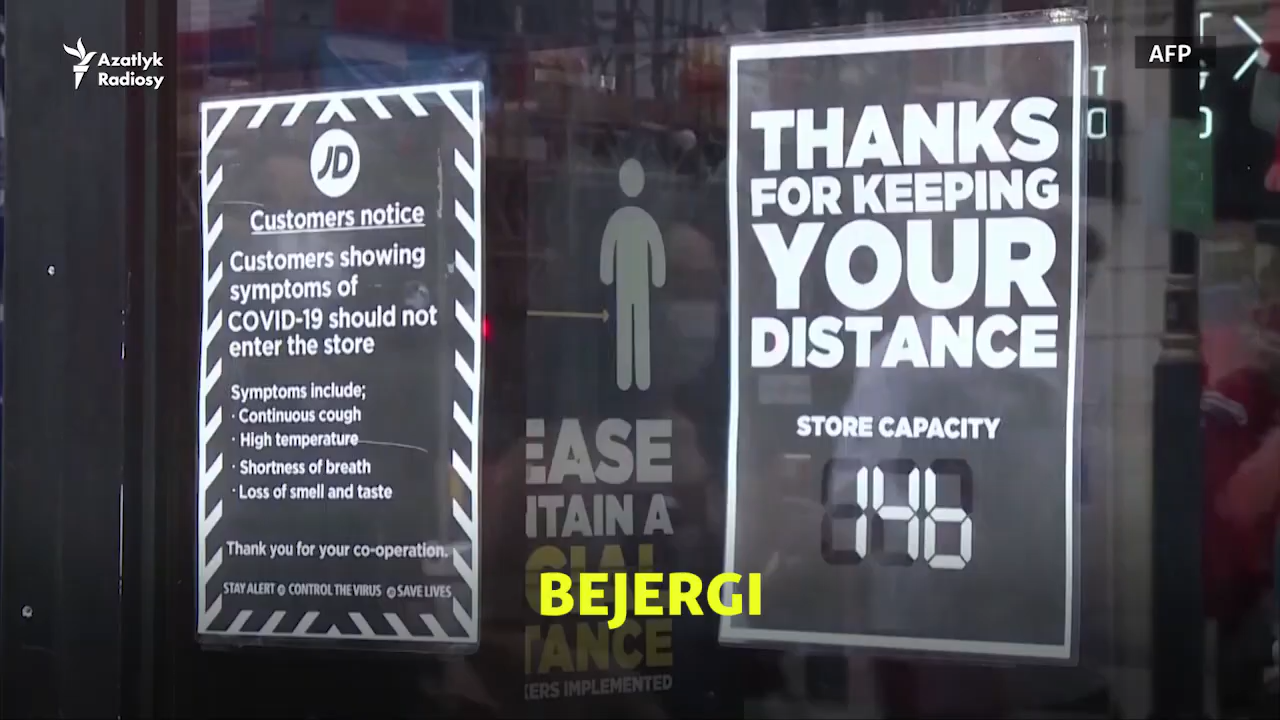 Azatlyk
Radiosy
AFP
JD
Customers notice
Customers showing
symptoms of
COVID-19 should not
enter the store
Symptoms include;
· Continuous cough
· High temperature
· Shortness of breath
· Loss of smell and taste
Thank you for your co-operation.
STAY ALERT CONTROL THE VIRUS SAVE LIVES
EASE
NTAIN A
TANCE
KERS IMPLEMENTED
THANKS
FOR KEEPING
YOUR
DISTANCE
STORE CAPACITY
146
BEJERGI